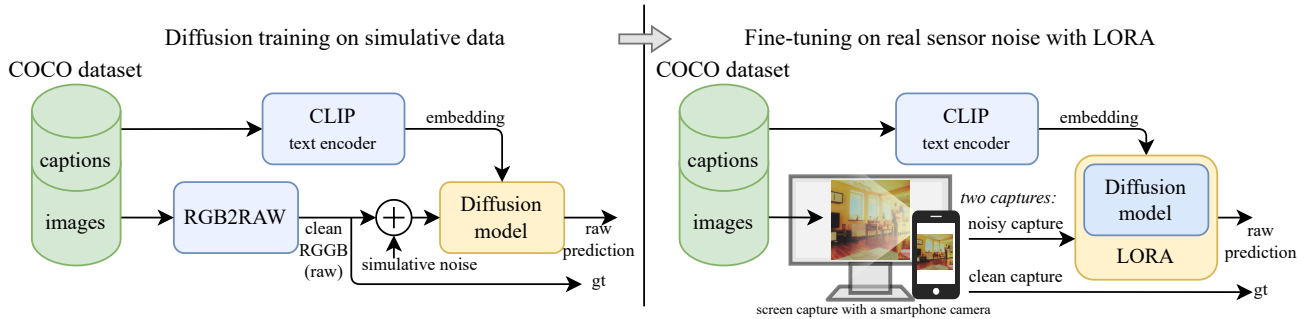 Diffusion training on simulative data
COCO dataset
captions
images
CLIP
text encoder
embedding
RGB2RAW
clean
RGGB
(raw)
simulative noise
Diffusion
model
raw
prediction
gt
Fine-tuning on real sensor noise with LORA
COCO dataset
captions
images
CLIP
text encoder
embedding
two captures:
noisy capture
clean capture
Diffusion
model
LORA
raw
prediction
gt
screen capture with a smartphone camera